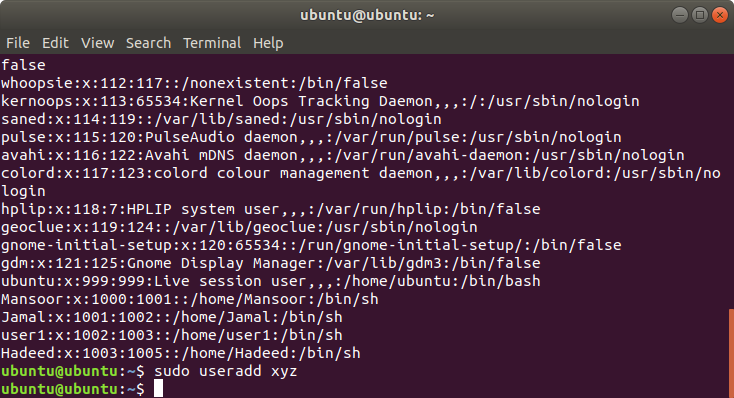 ubuntu@ubuntu: ~
File Edit View Search Terminal Help
false
whoopsie:x:112:117::/nonexistent:/bin/false
kernoops:x:113:65534:Kernel Oops Tracking Daemon,,,:/:/usr/sbin/nologin
saned:x:114:119::/var/lib/saned:/usr/sbin/nologin
pulse:x:115:120:PulseAudio daemon,,,:/var/run/pulse:/usr/sbin/nologin
avahi:x:116:122:Avahi mDNS daemon,,,:/var/run/avahi-daemon:/usr/sbin/nologin
colord:x:117:123:colord colour management daemon,,,:/var/lib/colord:/usr/sbin/no
login
hplip:x:118:7:HPLIP system user,,,:/var/run/hplip:/bin/false
geoclue:x:119:124::/var/lib/geoclue:/usr/sbin/nologin
gnome-initial-setup:x:120:65534::/run/gnome-initial-setup/:/bin/false
gdm:x:121:125:Gnome Display Manager:/var/lib/gdm3:/bin/false
ubuntu:x:999:999:Live session user,,,:/home/ubuntu:/bin/bash
Mansoor:x:1000:1001::/home/Mansoor:/bin/sh
Jamal:x:1001:1002::/home/Jamal:/bin/sh
user1:x:1002:1003::/home/user1:/bin/sh
Hadeed:x:1003:1005::/home/Hadeed:/bin/sh
ubuntu@ubuntu:~$ sudo useradd xyz
ubuntu@ubuntu:~$